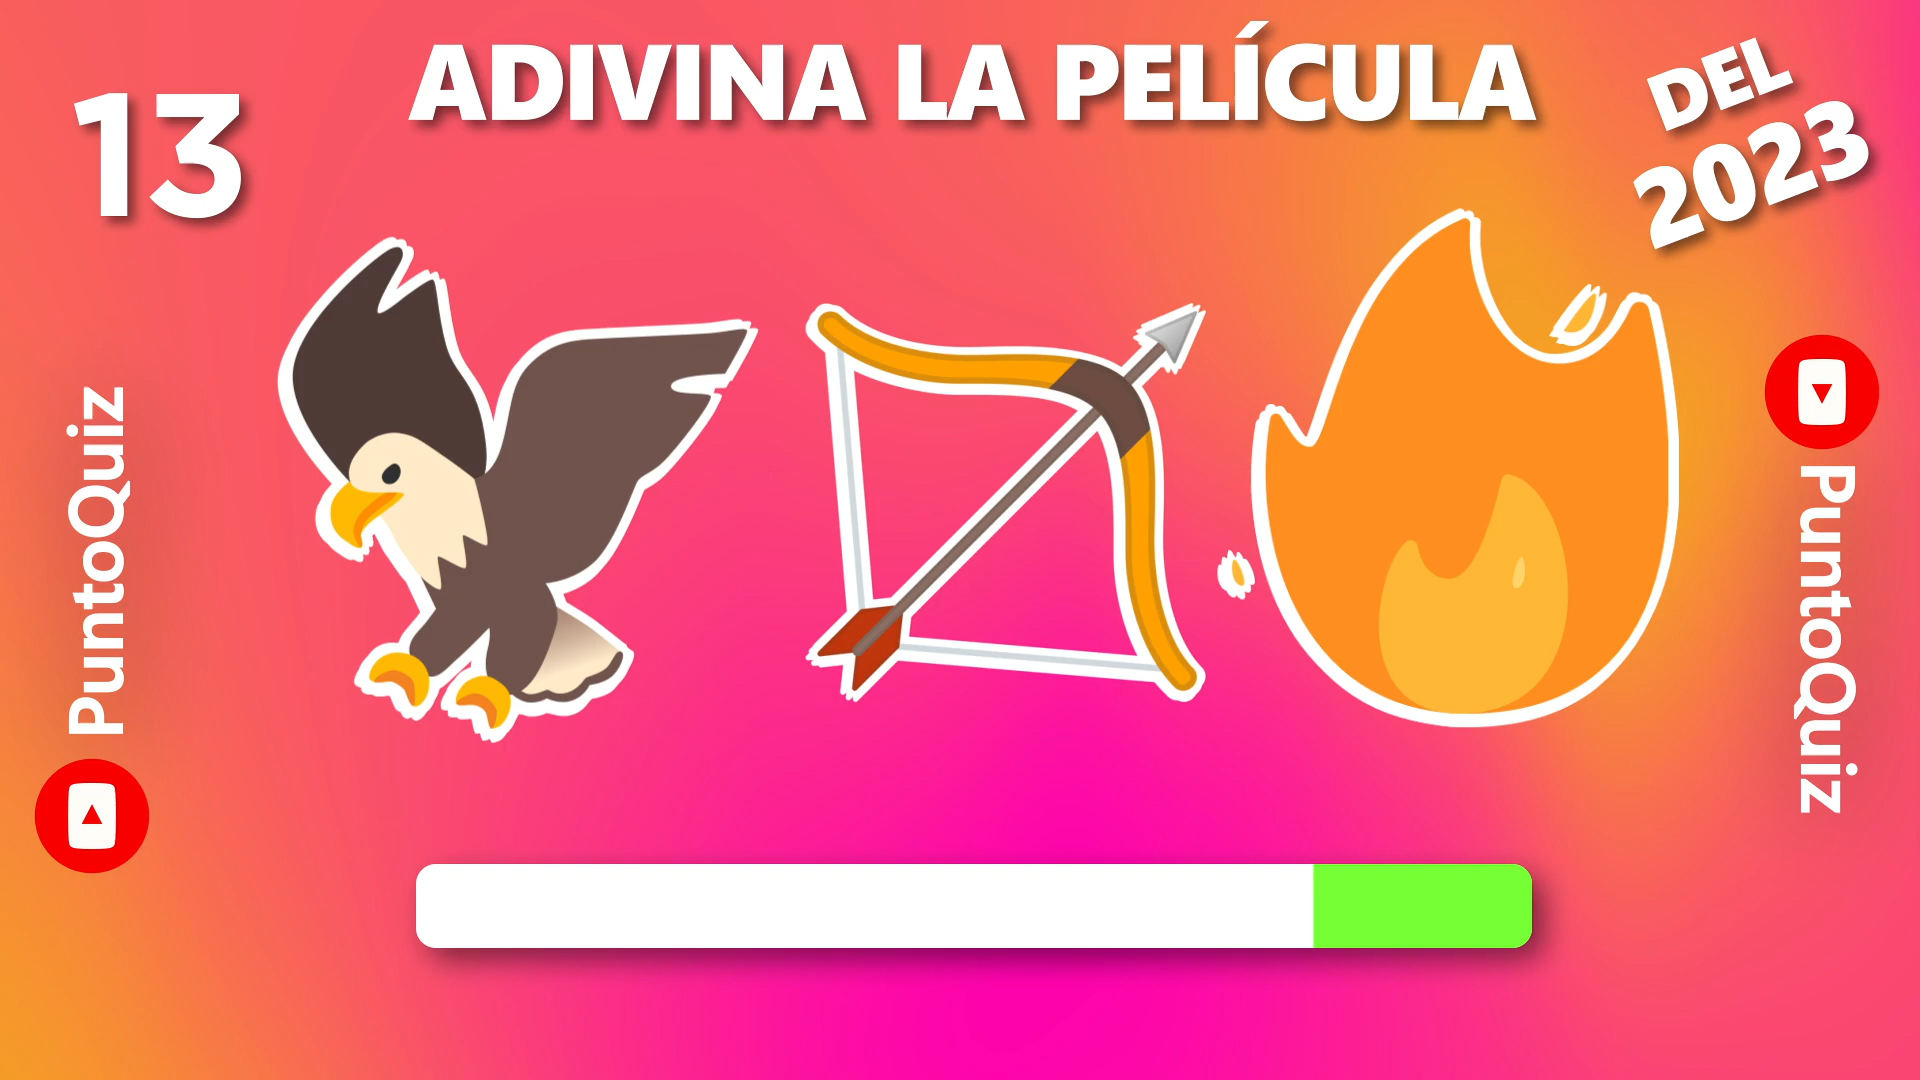 13
ADIVINA LA PELÍCULA
DEL
2023
PuntoQuiz
PuntoQuiz